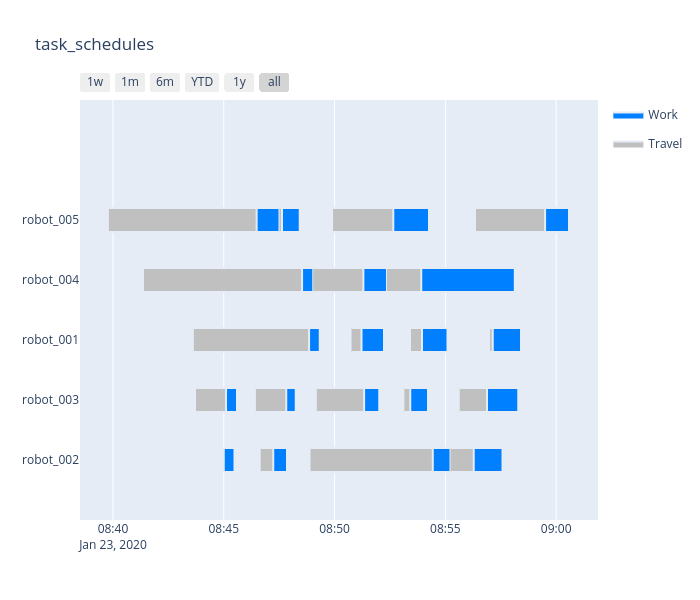 task_schedules
1w 1m 6m YTD 1y all
Work
Travel
robot_005
robot_004
robot_001
robot_003
robot_002
08:40 08:45 08:50 08:55 09:00
Jan 23, 2020